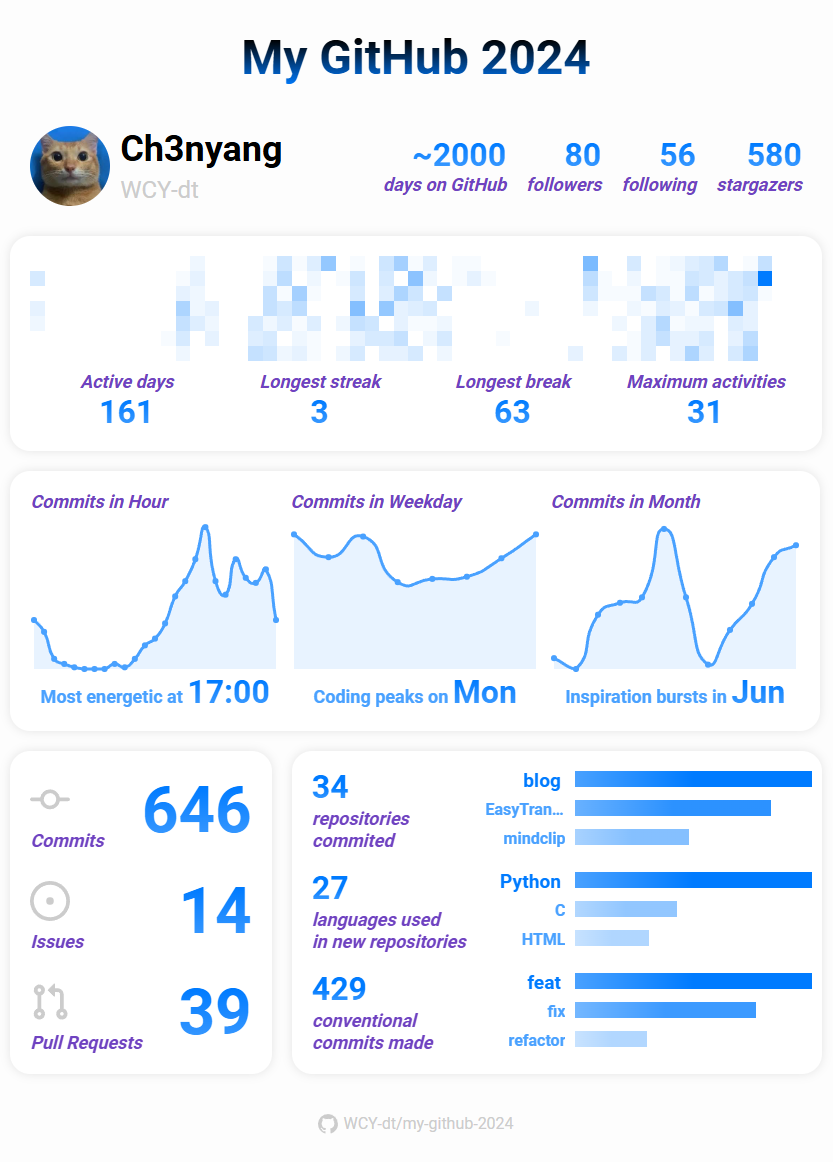 My GitHub 2024
Ch3nyang
WCY-dt
~2000 80 56 580
days on GitHub followers following stargazers
Active days Longest streak Longest break Maximum activities
161 3 63 31
Commits in Hour Commits in Weekday Commits in Month
Most energetic at 17:00 Coding peaks on Mon Inspiration bursts in Jun
646
Commits
14
Issues
39
Pull Requests
34
repositories
commited
blog
EasyTran...
mindclip
27
languages used
in new repositories
Python
C
HTML
429
conventional
commits made
feat
fix
refactor
WCY-dt/my-github-2024